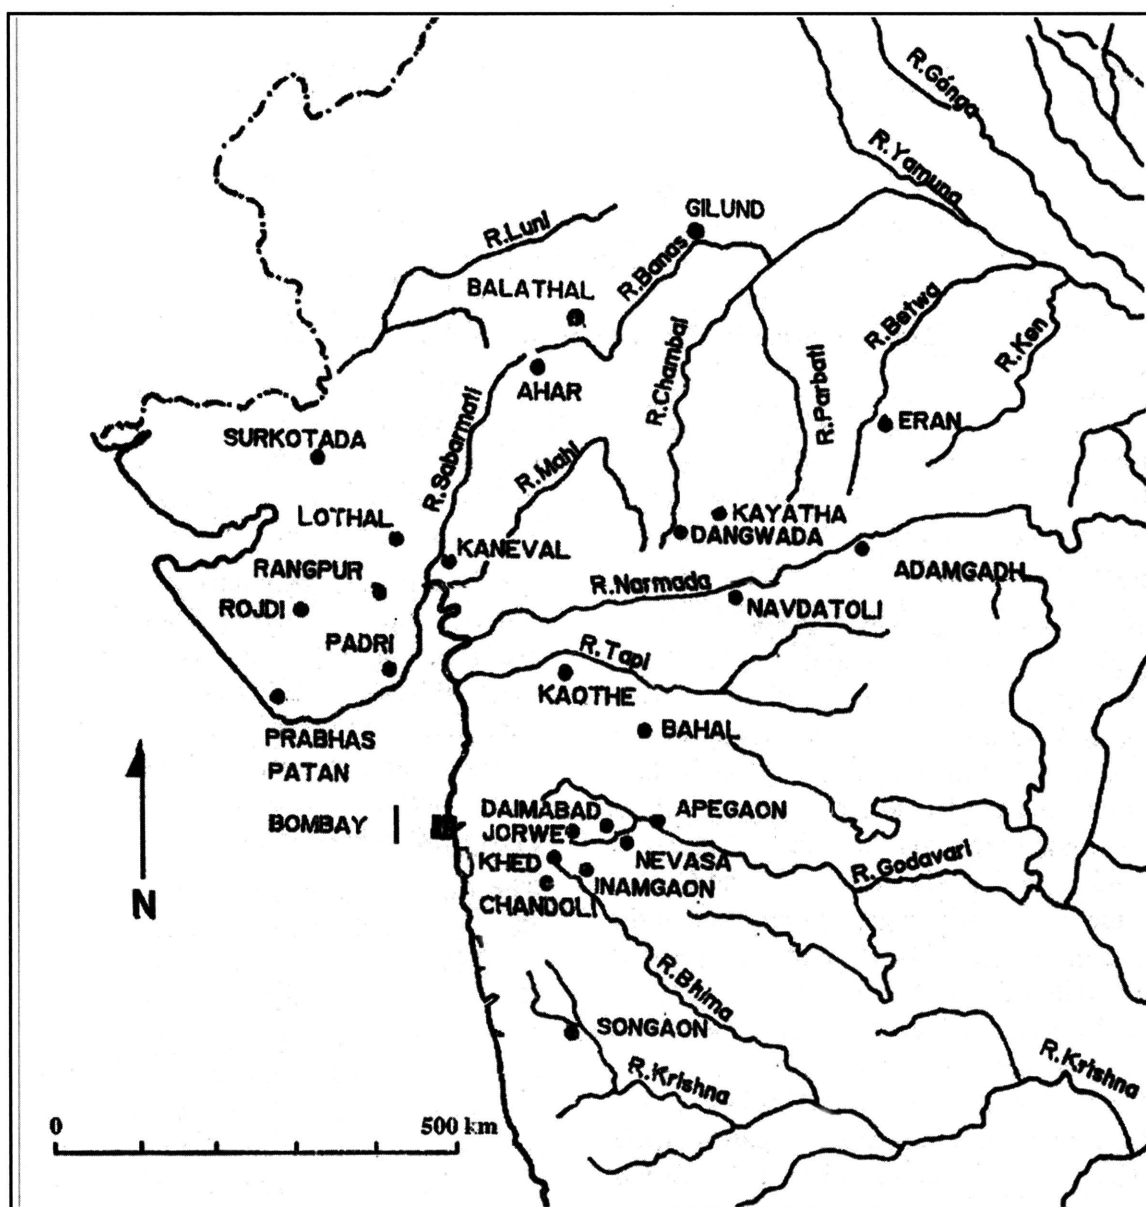 R.Ganga
R.Yamuna
GILUND
R.Luni
R.Banas
BALATHAL
R.Betwa
R.Ken
R.Chambal
R.Parbati
AHAR
R.Sabarmati
ERAN
SURKOTADA
R.Mahi
LOTHAL
KAYATHA
DANGWADA
KANEVAL
RANGPUR
ADAMGADH
R.Narmada
ROJDI
NAVDATOLI
PADRI
R.Tapi
KAOTHE
BAHAL
PRABHAS
PATAN
BOMBAY
DAIMABAD
APEGAON
JORWE
NEVASA
R.Godavari
KHED
INAMGAON
CHANDOLI
N
R.Bhima
SONGAON
R.Krishna
R.Krishna
0
500 km